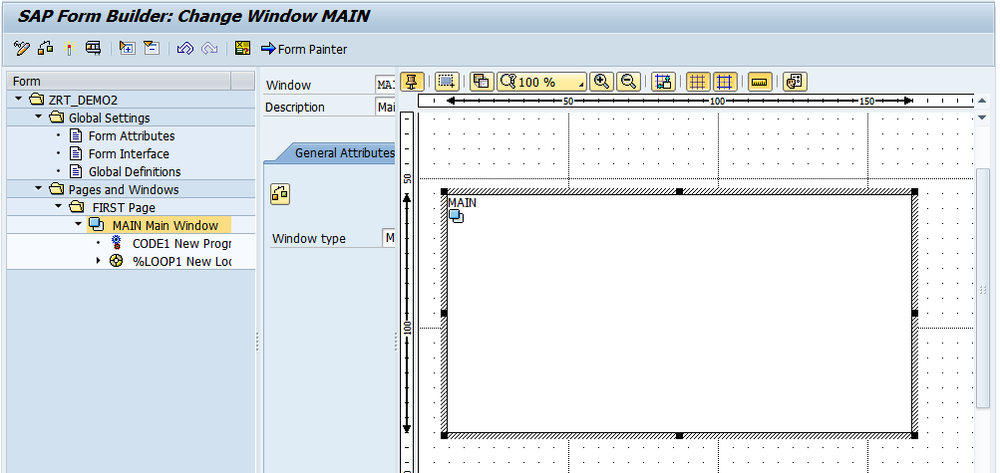 SAP Form Builder: Change Window MAIN
Form Painter
Form
ZRT_DEMO2
Global Settings
Form Attributes
Form Interface
Global Definitions
Pages and Windows
FIRST Page
MAIN Main Window
CODE1 New Progr
%LOOP1 New Loo
Window MAI
Description Mai
General Attributes
Window type M
100 %
50 100 150
50
100
MAIN